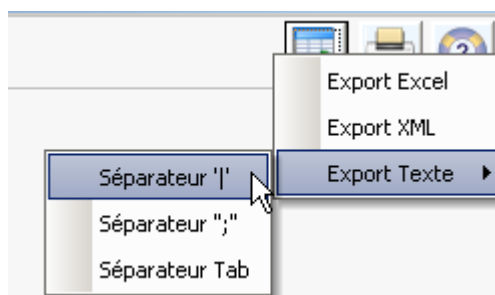 Export Excel
Export XML
Export Texte
Séparateur '|'
Séparateur ";"
Séparateur Tab